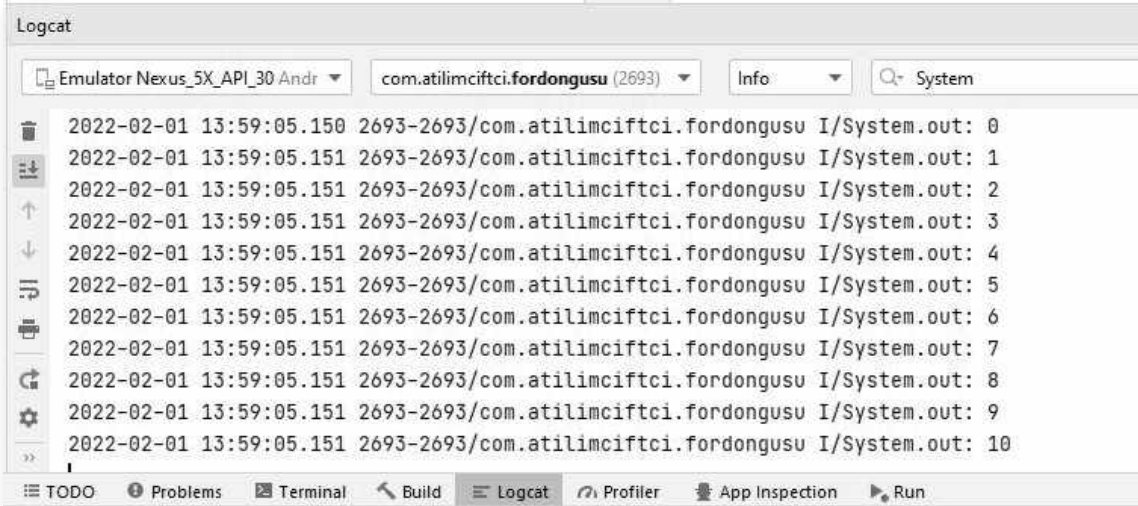 Logcat
Emulator Nexus_5X_API_30 Andr com.atilimciftci.fordongusu (2693) Info System
2022-02-01 13:59:05.150 2693-2693/com.atilimciftci.fordongusu I/System.out: 0
2022-02-01 13:59:05.151 2693-2693/com.atilimciftci.fordongusu I/System.out: 1
2022-02-01 13:59:05.151 2693-2693/com.atilimciftci.fordongusu I/System.out: 2
2022-02-01 13:59:05.151 2693-2693/com.atilimciftci.fordongusu I/System.out: 3
2022-02-01 13:59:05.151 2693-2693/com.atilimciftci.fordongusu I/System.out: 4
2022-02-01 13:59:05.151 2693-2693/com.atilimciftci.fordongusu I/System.out: 5
2022-02-01 13:59:05.151 2693-2693/com.atilimciftci.fordongusu I/System.out: 6
2022-02-01 13:59:05.151 2693-2693/com.atilimciftci.fordongusu I/System.out: 7
2022-02-01 13:59:05.151 2693-2693/com.atilimciftci.fordongusu I/System.out: 8
2022-02-01 13:59:05.151 2693-2693/com.atilimciftci.fordongusu I/System.out: 9
2022-02-01 13:59:05.151 2693-2693/com.atilimciftci.fordongusu I/System.out: 10
TODO Problems Terminal Build Logcat Profiler App Inspection Run